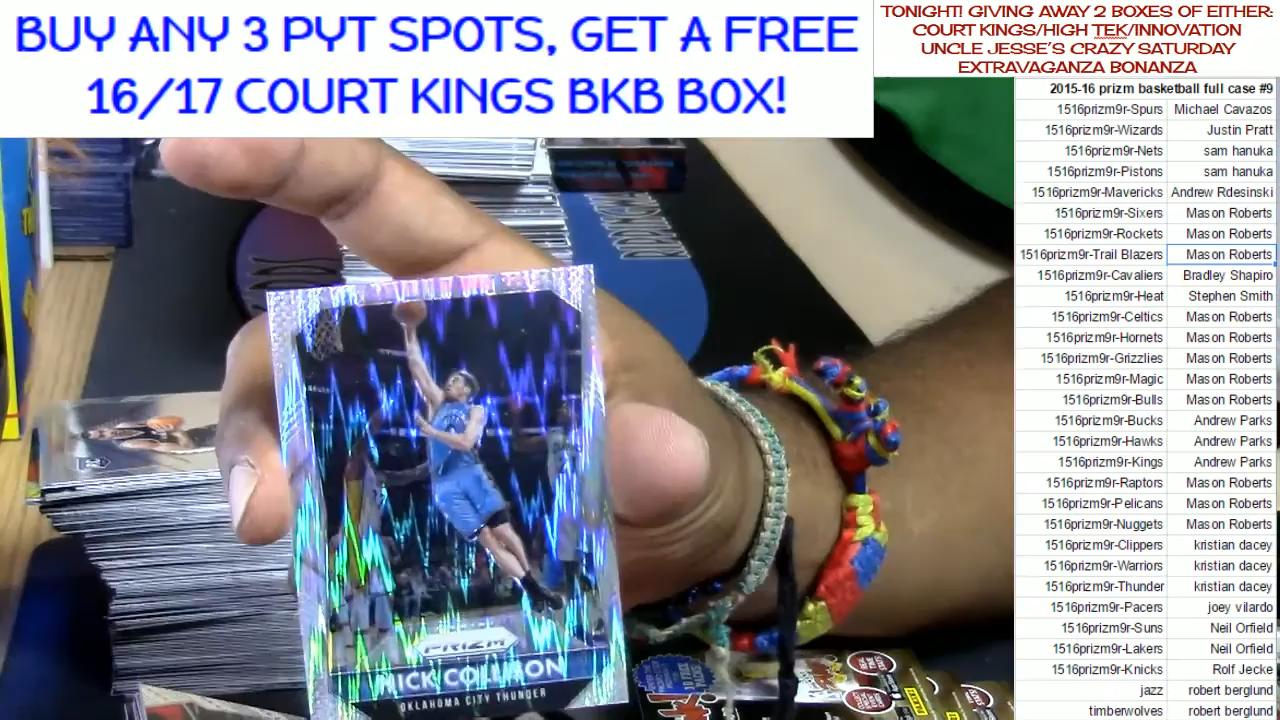 BUY ANY 3 PYT SPOTS, GET A FREE
16/17 COURT KINGS BKB BOX!
TONIGHT! GIVING AWAY 2 BOXES OF EITHER:
COURT KINGS/HIGH TEK/INNOVATION
UNCLE JESSE'S CRAZY SATURDAY
EXTRAVAGANZA BONANZA
2015-16 prizm basketball full case #9
1516prizm9r-Spurs Michael Cavazos
1516prizm9r-Wizards Justin Pratt
1516prizm9r-Nets sam hanuka
1516prizm9r-Pistons sam hanuka
1516prizm9r-Mavericks Andrew Rdesinski
1516prizm9r-Sixers Mason Roberts
1516prizm9r-Rockets Mason Roberts
1516prizm9r-Trail Blazers Mason Roberts
1516prizm9r-Cavaliers Bradley Shapiro
1516prizm9r-Heat Stephen Smith
1516prizm9r-Celtics Mason Roberts
1516prizm9r-Hornets Mason Roberts
1516prizm9r-Grizzlies Mason Roberts
1516prizm9r-Magic Mason Roberts
1516prizm9r-Bulls Mason Roberts
1516prizm9r-Bucks Andrew Parks
1516prizm9r-Hawks Andrew Parks
1516prizm9r-Kings Andrew Parks
1516prizm9r-Raptors Mason Roberts
1516prizm9r-Pelicans Mason Roberts
1516prizm9r-Nuggets Mason Roberts
1516prizm9r-Clippers kristian dacey
1516prizm9r-Warriors kristian dacey
1516prizm9r-Thunder kristian dacey
1516prizm9r-Pacers joey vilardo
1516prizm9r-Suns Neil Orfield
1516prizm9r-Lakers Neil Orfield
1516prizm9r-Knicks Rolf Jecke
jazz robert berglund
timberwolves robert berglund
PRIZM
NICK COLLISON
OKLAHOMA CITY THUNDER